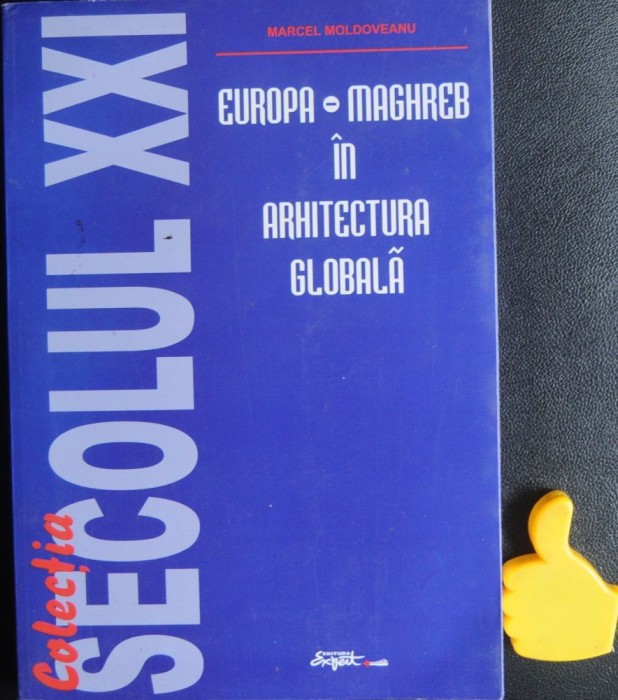 MARCEL MOLDOVEANU
EUROPA - MAGHREB
ÎN
ARHITECTURA
GLOBALĂ
Colecția
SECOLUL XXI
EDITURA
Expert